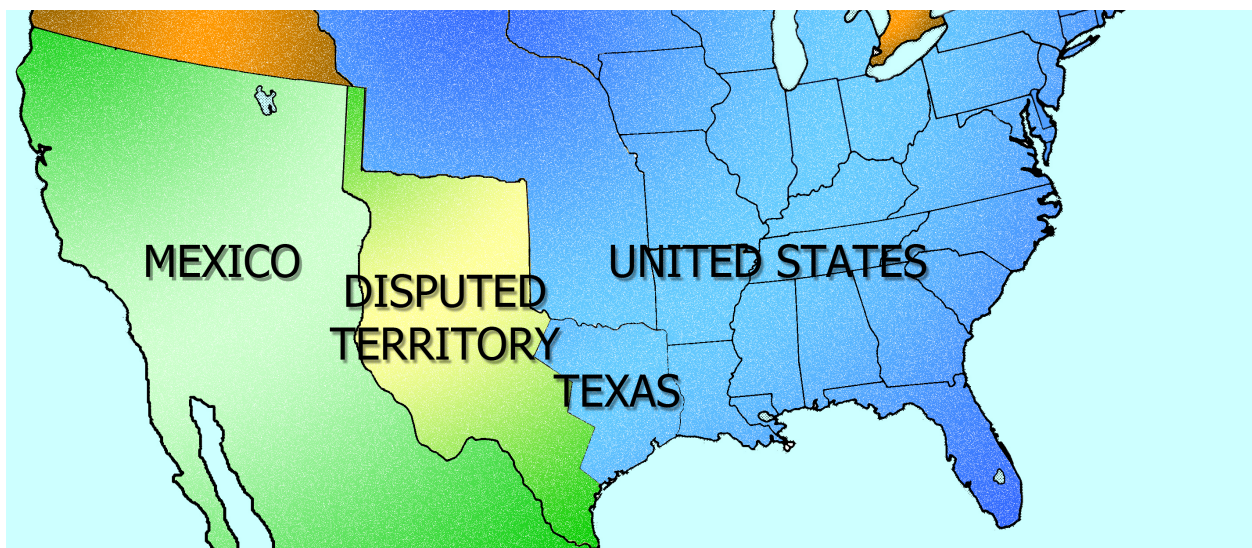 MEXICO
UNITED STATES
DISPUTED
TERRITORY
TEXAS